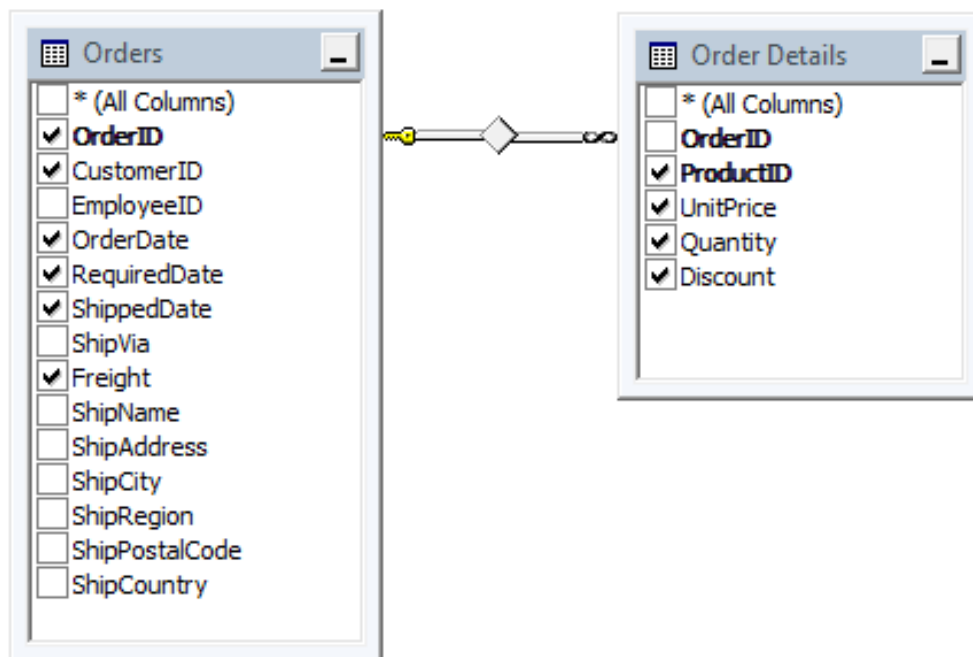 Orders
* (All Columns)
OrderID
CustomerID
EmployeeID
OrderDate
RequiredDate
ShippedDate
ShipVia
Freight
ShipName
ShipAddress
ShipCity
ShipRegion
ShipPostalCode
ShipCountry
Order Details
* (All Columns)
OrderID
ProductID
UnitPrice
Quantity
Discount